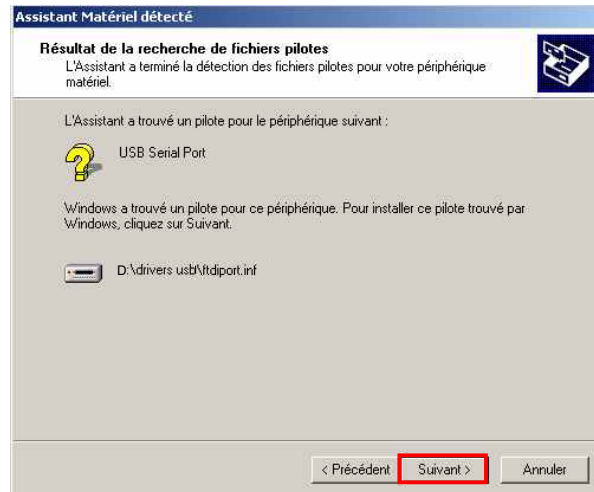 Assistant Matériel détecté
Résultat de la recherche de fichiers pilotes
L'Assistant a terminé la détection des fichiers pilotes pour votre périphérique
matériel.
L'Assistant a trouvé un pilote pour le périphérique suivant :
USB Serial Port
Windows a trouvé un pilote pour ce périphérique. Pour installer ce pilote trouvé par
Windows, cliquez sur Suivant.
D:\drivers usb\ftdiport.inf
< Précédent Suivant > Annuler